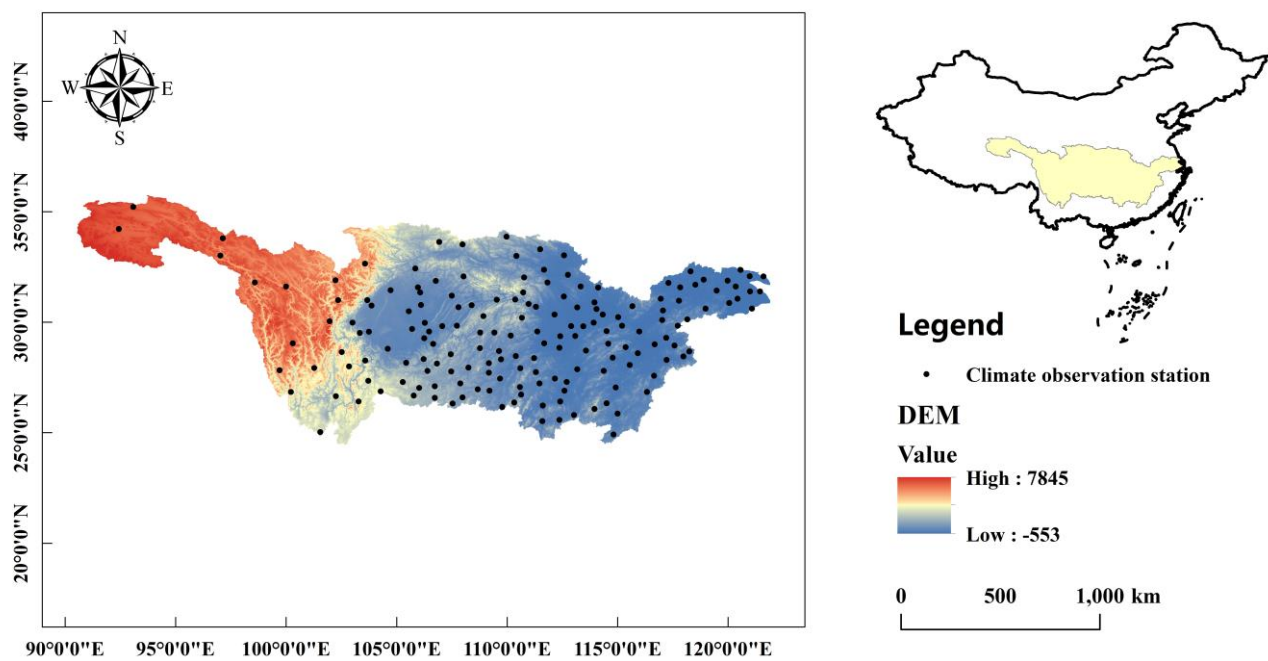 N
W E
S
40°0'0"N
35°0'0"N
30°0'0"N
25°0'0"N
20°0'0"N
90°0'0"E 95°0'0"E 100°0'0"E 105°0'0"E 110°0'0"E 115°0'0"E 120°0'0"E
Legend
Climate observation station
DEM
Value
High : 7845
Low : -553
0 500 1,000 km